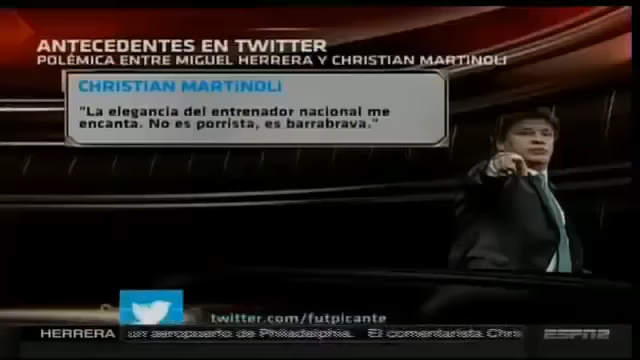 ANTECEDENTES EN TWITTER
POLÉMICA ENTRE MIGUEL HERRERA Y CHRISTIAN MARTINOLI
CHRISTIAN MARTINOLI
"La elegancia del entrenador nacional me
encanta. No es porrista, es barrabrava."
twitter.com/futpicante
HERRERA un aeropuerto de Philadelphia. El comentarista Chris ESPN2